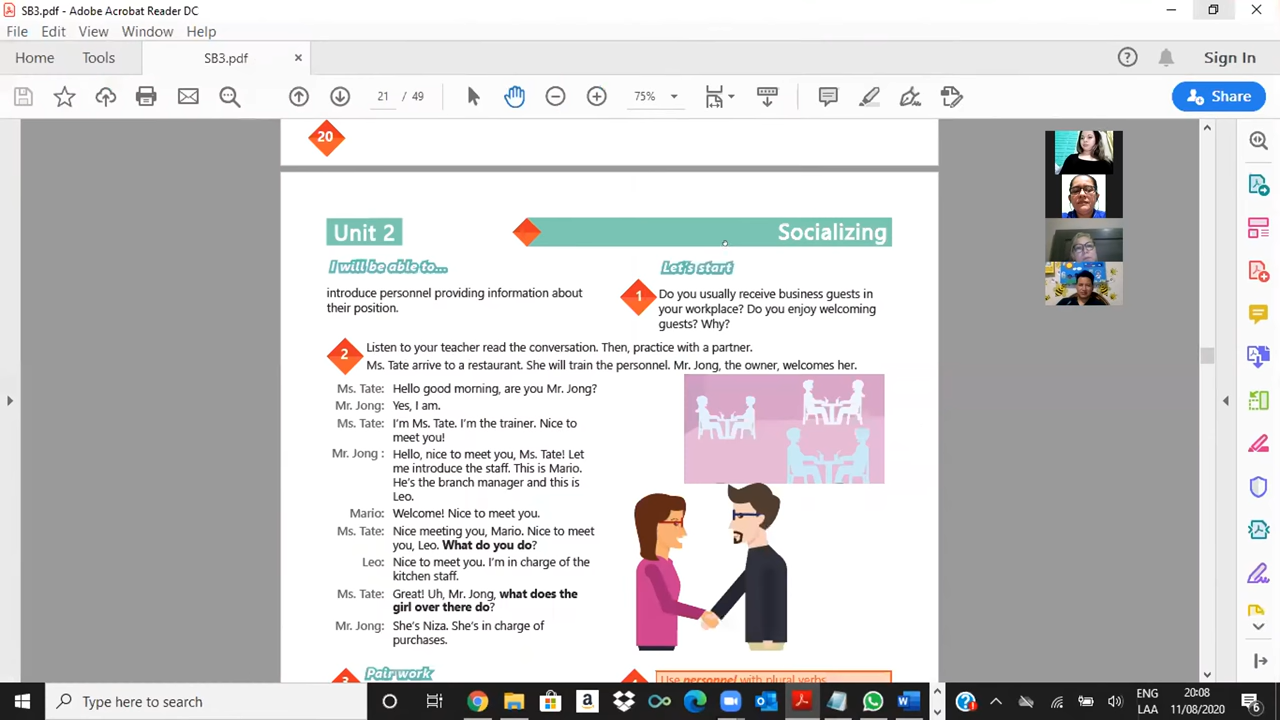 SB3.pdf - Adobe Acrobat Reader DC
File Edit View Window Help
Home Tools SB3.pdf × Sign In
21 / 49 75% Share
20
Unit 2 Socializing
I will be able to...
introduce personnel providing information about
their position.
Let's start
1 Do you usually receive business guests in
your workplace? Do you enjoy welcoming
guests? Why?
2 Listen to your teacher read the conversation. Then, practice with a partner.
Ms. Tate arrive to a restaurant. She will train the personnel. Mr. Jong, the owner, welcomes her.
Ms. Tate: Hello good morning, are you Mr. Jong?
Mr. Jong: Yes, I am.
Ms. Tate: I'm Ms. Tate. I'm the trainer. Nice to
meet you!
Mr. Jong : Hello, nice to meet you, Ms. Tate! Let
me introduce the staff. This is Mario.
He's the branch manager and this is
Leo.
Mario: Welcome! Nice to meet you.
Ms. Tate: Nice meeting you, Mario. Nice to meet
you, Leo. What do you do?
Leo: Nice to meet you. I'm in charge of the
kitchen staff.
Ms. Tate: Great! Uh, Mr. Jong, what does the
girl over there do?
Mr. Jong: She's Niza. She's in charge of
purchases.
3 Pair work
Use personnel with plural verbs
Type here to search
ENG
LAA
20:08
11/08/2020
6